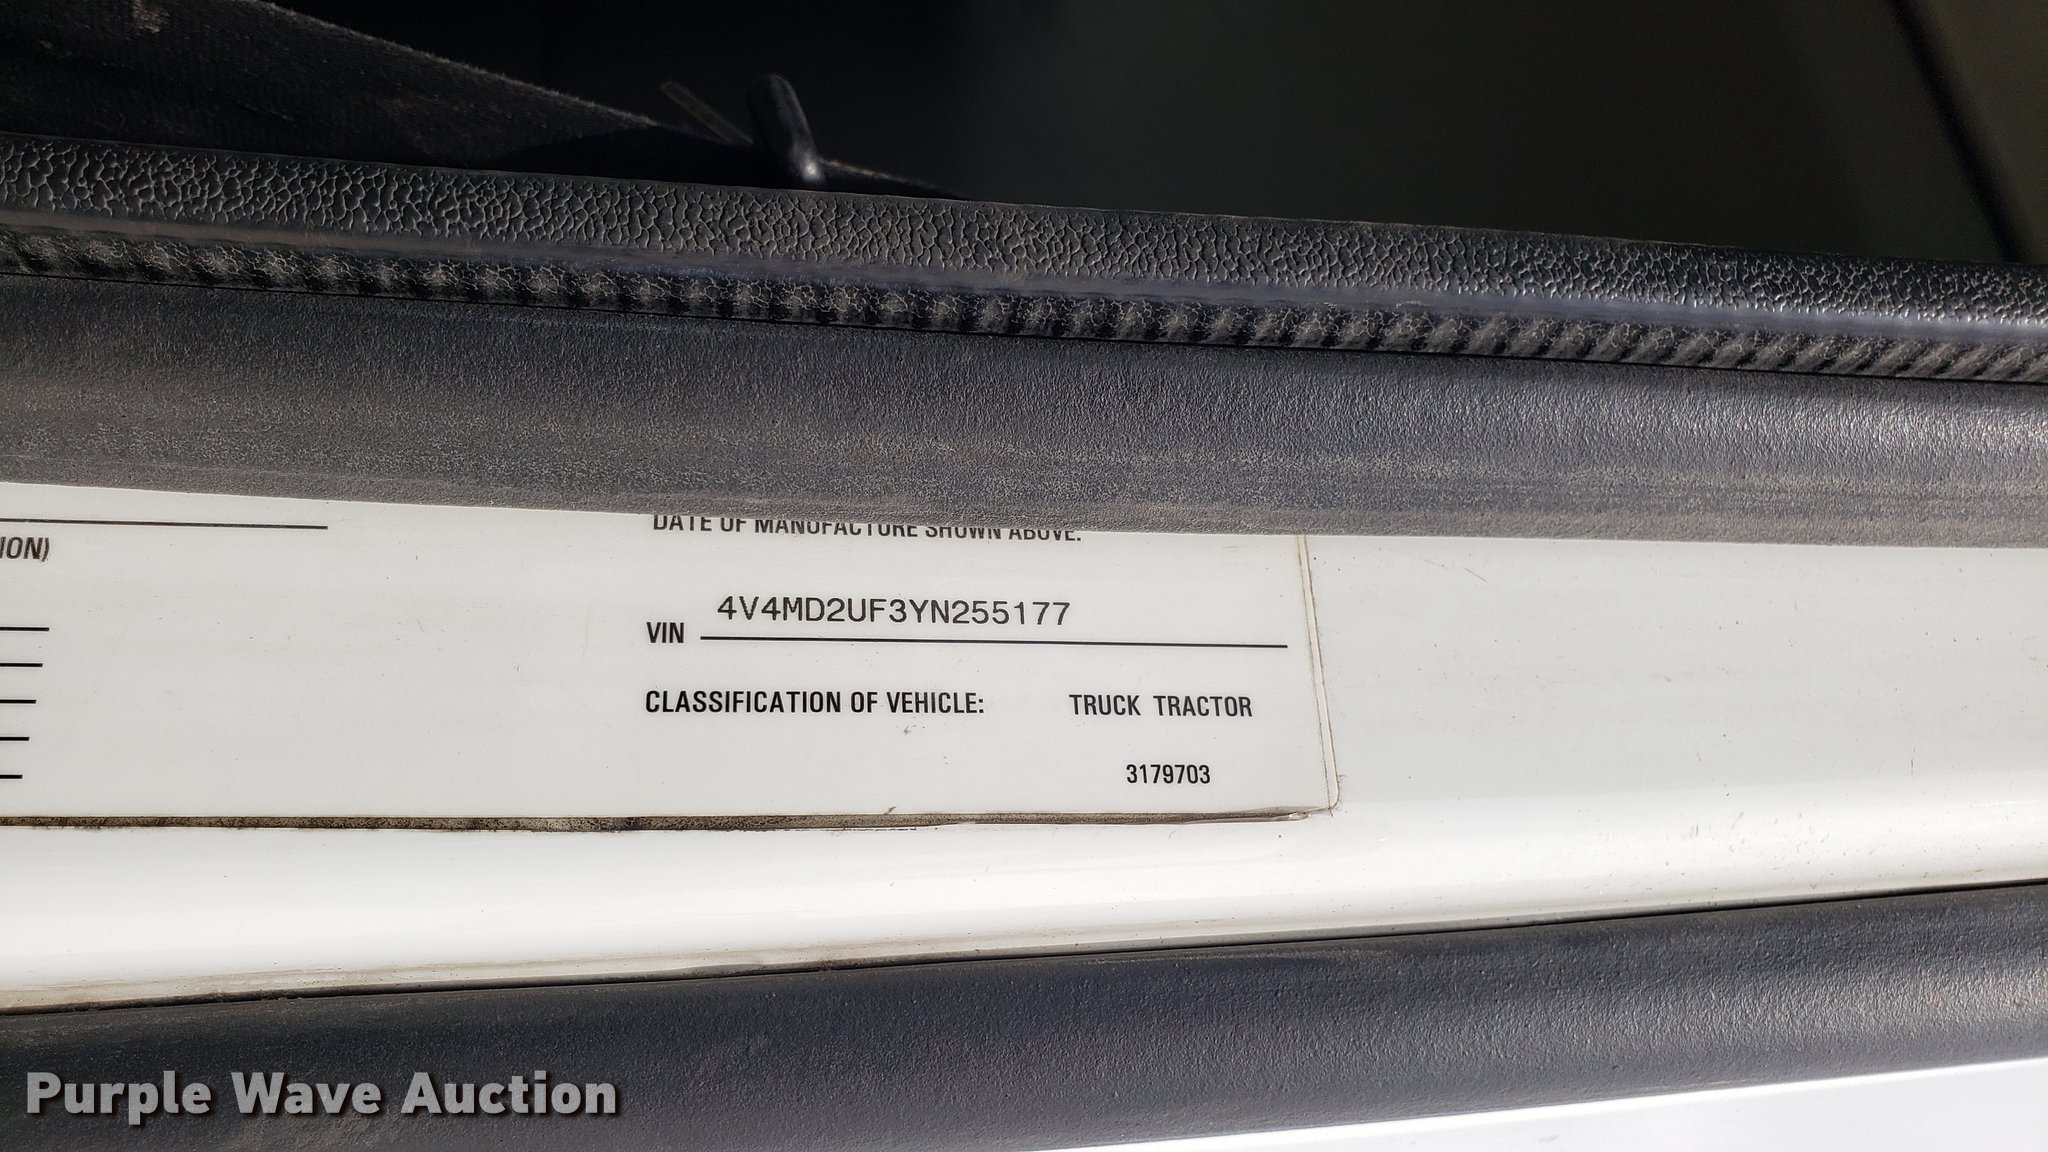 ION)
DATE OF MANUFACTURE SHOWN ABOVE.
4V4MD2UF3YN255177
VIN
CLASSIFICATION OF VEHICLE: TRUCK TRACTOR
3179703
Purple Wave Auction